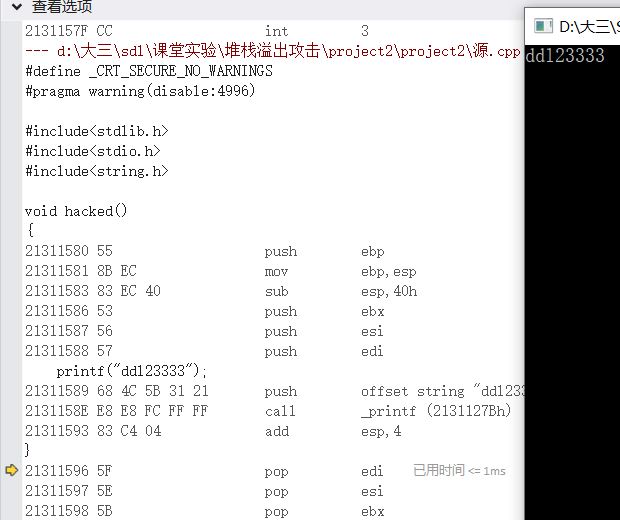 查看选项
2131157F CC int 3
--- d:\大三\sdl\课堂实验\堆栈溢出攻击\project2\project2\源.cpp
#define _CRT_SECURE_NO_WARNINGS
#pragma warning(disable:4996)
#include<stdlib.h>
#include<stdio.h>
#include<string.h>
void hacked()
{
21311580 55 push ebp
21311581 8B EC mov ebp,esp
21311583 83 EC 40 sub esp,40h
21311586 53 push ebx
21311587 56 push esi
21311588 57 push edi
printf("dd123333");
21311589 68 4C 5B 31 21 push offset string "dd1233
2131158E E8 E8 FC FF FF call _printf (2131127Bh)
21311593 83 C4 04 add esp,4
}
21311596 5F pop edi 已用时间 <= 1ms
21311597 5E pop esi
21311598 5B pop ebx
D:\大三\S
dd123333